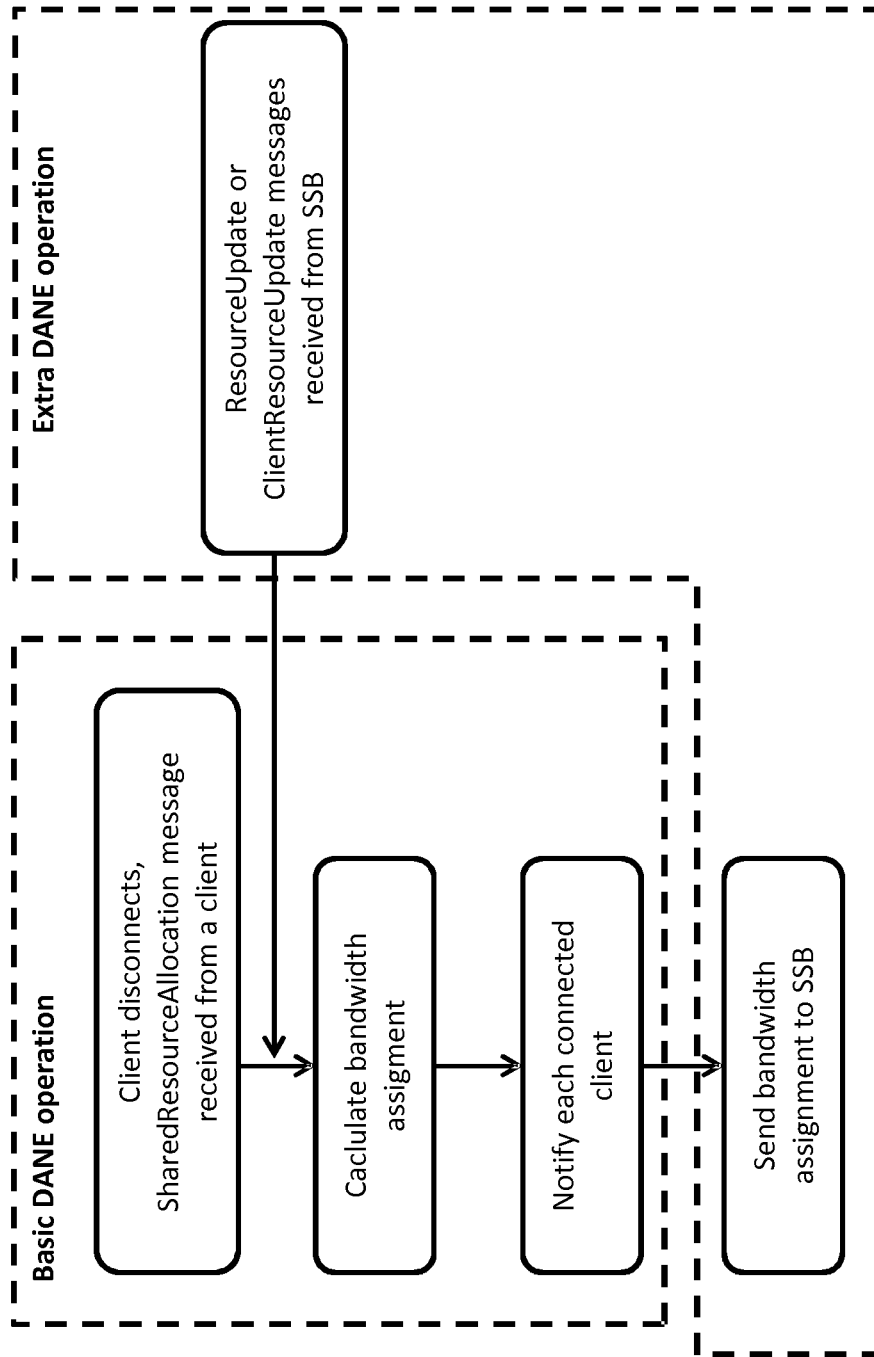 Basic DANE operation
Client disconnects,
SharedResourceAllocation message
received from a client
Caclulate bandwidth
assigment
Notify each connected
client
Send bandwidth
assignment to SSB
Extra DANE operation
ResourceUpdate or
ClientResourceUpdate messages
received from SSB